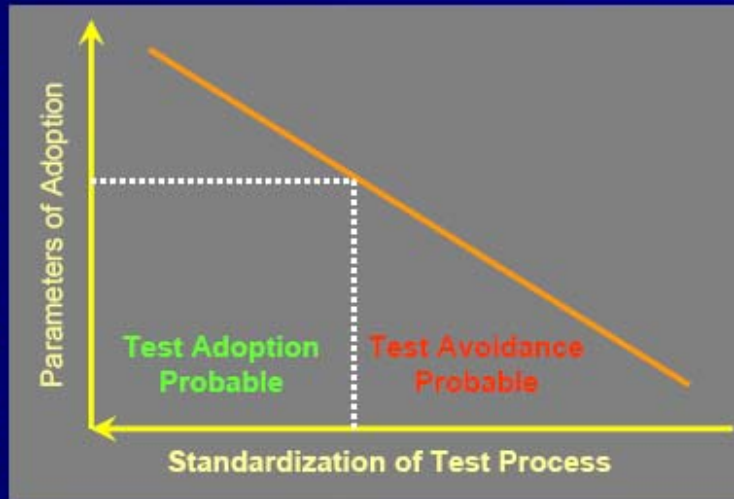 Parameters of Adoption
Test Adoption
Probable
Test Avoidance
Probable
Standardization of Test Process